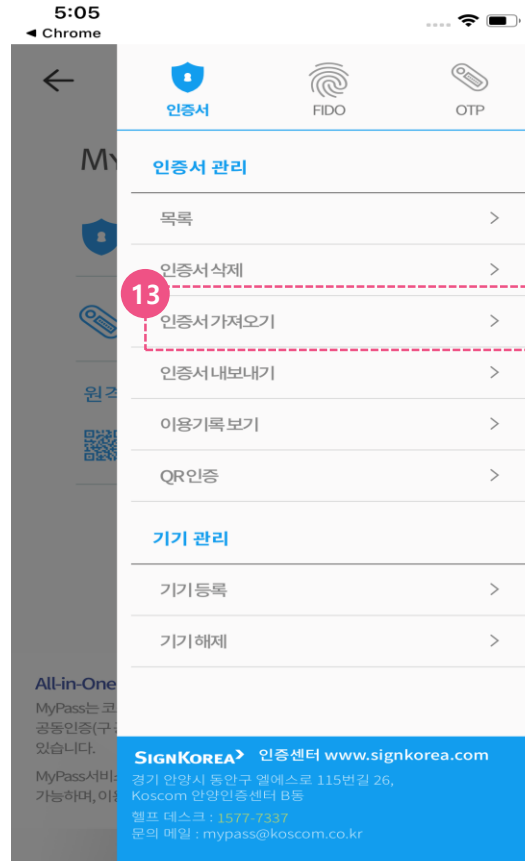 5:05
◀ Chrome
인증서
FIDO
OTP
My
인증서 관리
목록
인증서 삭제
13
인증서 가져오기
인증서 내보내기
원격
이용기록 보기
QR인증
기기 관리
기기 등록
기기 해제
All-in-One
MyPass는 코
공동인증(구
있습니다.
MyPass서비
가능하며, 이
SIGNKOREA 인증센터 www.signkorea.com
경기 안양시 동안구 엘에스로 115번길 26,
Koscom 안양인증센터 B동
헬프 데스크 : 1577-7337
문의 메일 : mypass@koscom.co.kr